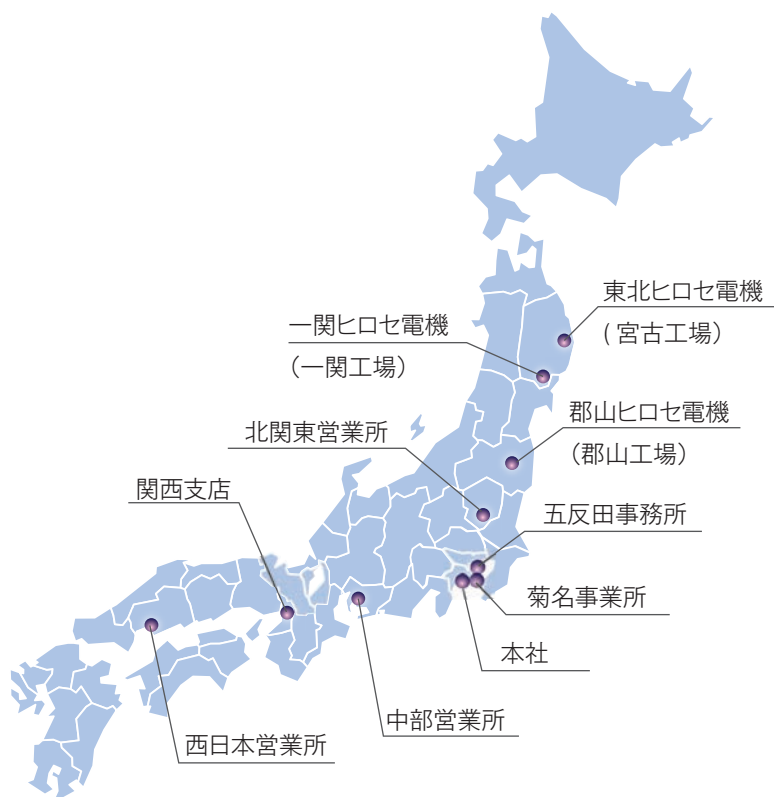 東北ヒロセ電機
( 宮古工場)
一関ヒロセ電機
(一関工場)
郡山ヒロセ電機
(郡山工場)
北関東営業所
関西支店
五反田事務所
菊名事業所
本社
中部営業所
西日本営業所